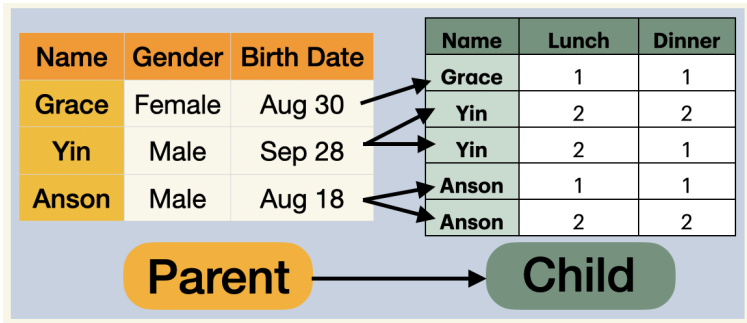 Name Gender Birth Date
Grace Female Aug 30
Yin Male Sep 28
Anson Male Aug 18
Name Lunch Dinner
Grace 1 1
Yin 2 2
Yin 2 1
Anson 1 1
Anson 2 2
Parent
Child